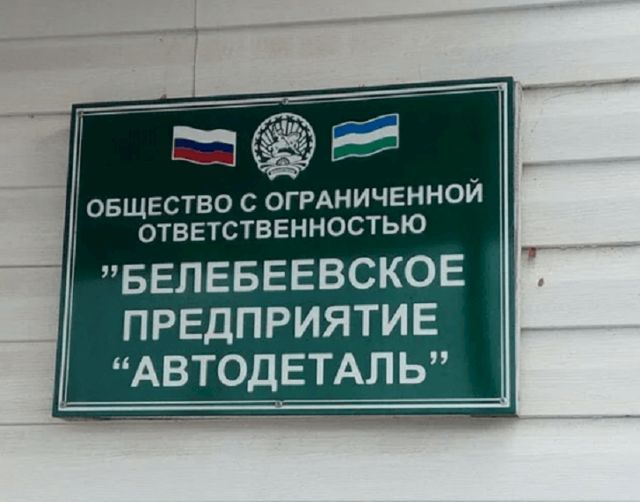 ОБЩЕСТВО С ОГРАНИЧЕННОЙ
ОТВЕТСТВЕННОСТЬЮ
”БЕЛЕБЕЕВСКОЕ
ПРЕДПРИЯТИЕ
“АВТОДЕТАЛЬ”